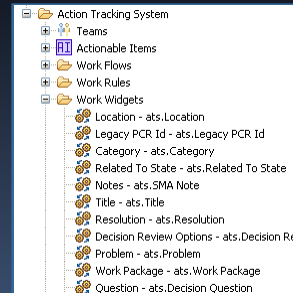 Action Tracking System
Teams
AI Actionable Items
Work Flows
Work Rules
Work Widgets
Location - ats.Location
Legacy PCR Id - ats.Legacy PCR Id
Category - ats.Category
Related To State - ats.Related To State
Notes - ats.SMA Note
Title - ats.Title
Resolution - ats.Resolution
Decision Review Options - ats.Decision Re
Problem - ats.Problem
Work Package - ats.Work Package
Question - ats.Decision Question